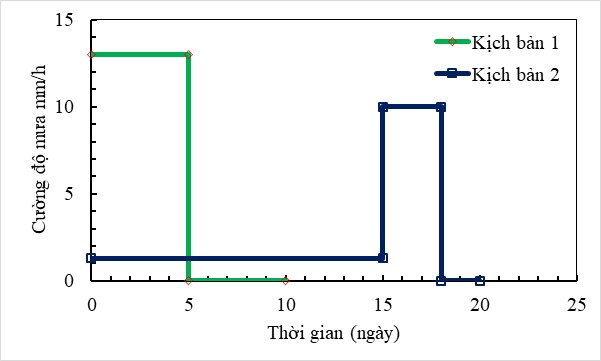 15
Kịch bản 1
Kịch bản 2
10
5
0
Cường độ mưa mm/h
0 5 10 15 20 25
Thời gian (ngày)